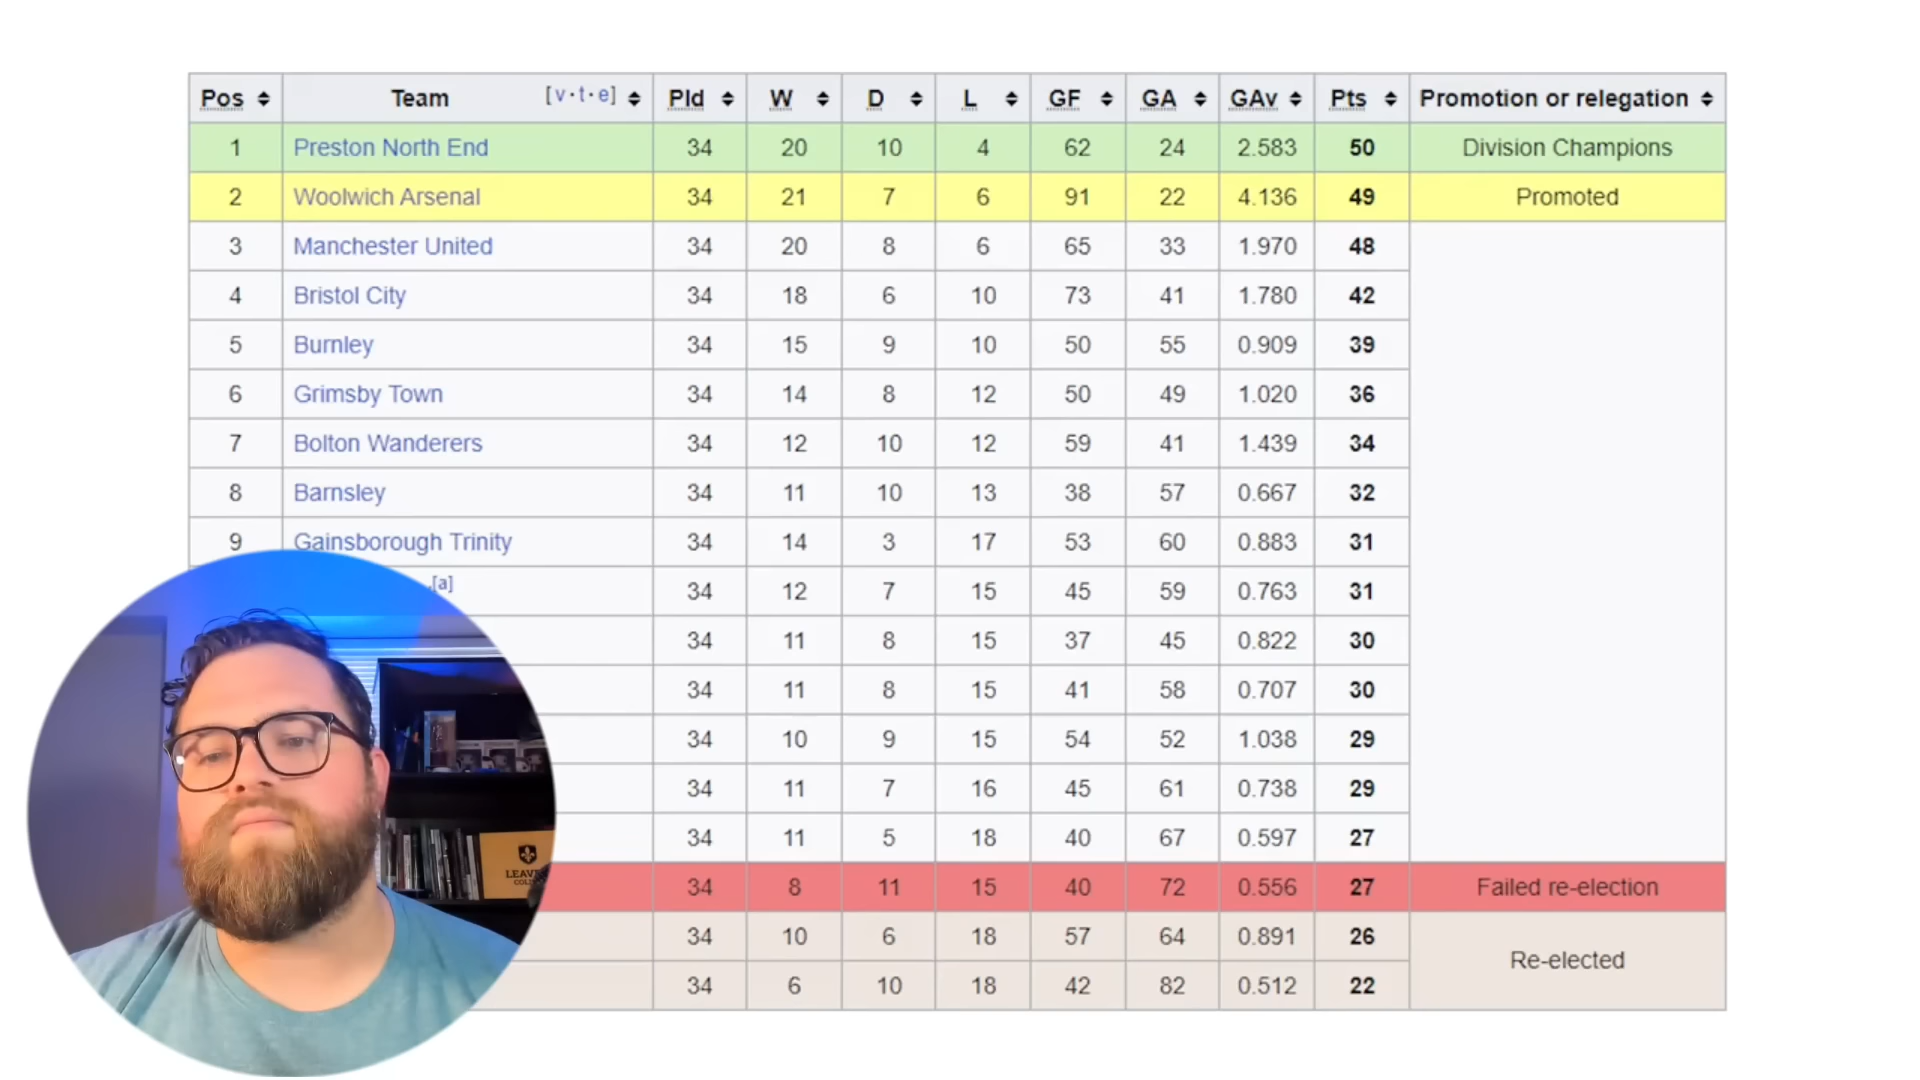 Pos Team [v·t·e] Pld W D L GF GA GAv Pts Promotion or relegation
1 Preston North End 34 20 10 4 62 24 2.583 50 Division Champions
2 Woolwich Arsenal 34 21 7 6 91 22 4.136 49 Promoted
3 Manchester United 34 20 8 6 65 33 1.970 48
4 Bristol City 34 18 6 10 73 41 1.780 42
5 Burnley 34 15 9 10 50 55 0.909 39
6 Grimsby Town 34 14 8 12 50 49 1.020 36
7 Bolton Wanderers 34 12 10 12 59 41 1.439 34
8 Barnsley 34 11 10 13 38 57 0.667 32
9 Gainsborough Trinity 34 14 3 17 53 60 0.883 31
[a] 34 12 7 15 45 59 0.763 31
34 11 8 15 37 45 0.822 30
34 11 8 15 41 58 0.707 30
34 10 9 15 54 52 1.038 29
34 11 7 16 45 61 0.738 29
34 11 5 18 40 67 0.597 27
34 8 11 15 40 72 0.556 27 Failed re-election
34 10 6 18 57 64 0.891 26
Re-elected
34 6 10 18 42 82 0.512 22